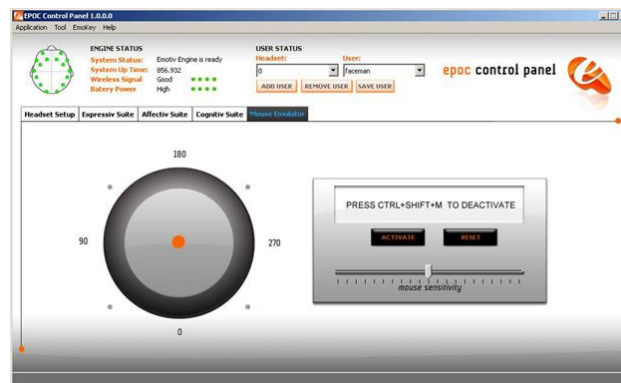 EPOC Control Panel 1.0.0.0
Application Tool EmoKey Help
ENGINE STATUS
System Status: Emotiv Engine is ready
System Up Time: 856.932
Wireless Signal Good
Battery Power High
USER STATUS
Headset: User:
0 faceman
ADD USER REMOVE USER SAVE USER
epoc control panel
Headset Setup Expressiv Suite Affectiv Suite Cognitiv Suite Mouse Emulator
180
90
270
0
PRESS CTRL+SHIFT+M TO DEACTIVATE
ACTIVATE RESET
mouse sensitivity